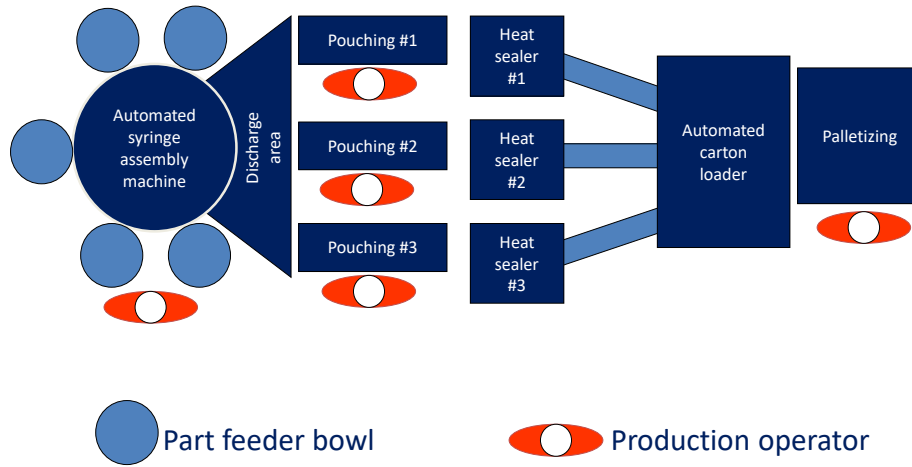 Pouching #1
Heat
sealer
#1
Automated
syringe
assembly
machine
Discharge
area
Pouching #2
Heat
sealer
#2
Automated
carton
loader
Palletizing
Pouching #3
Heat
sealer
#3
Part feeder bowl
Production operator